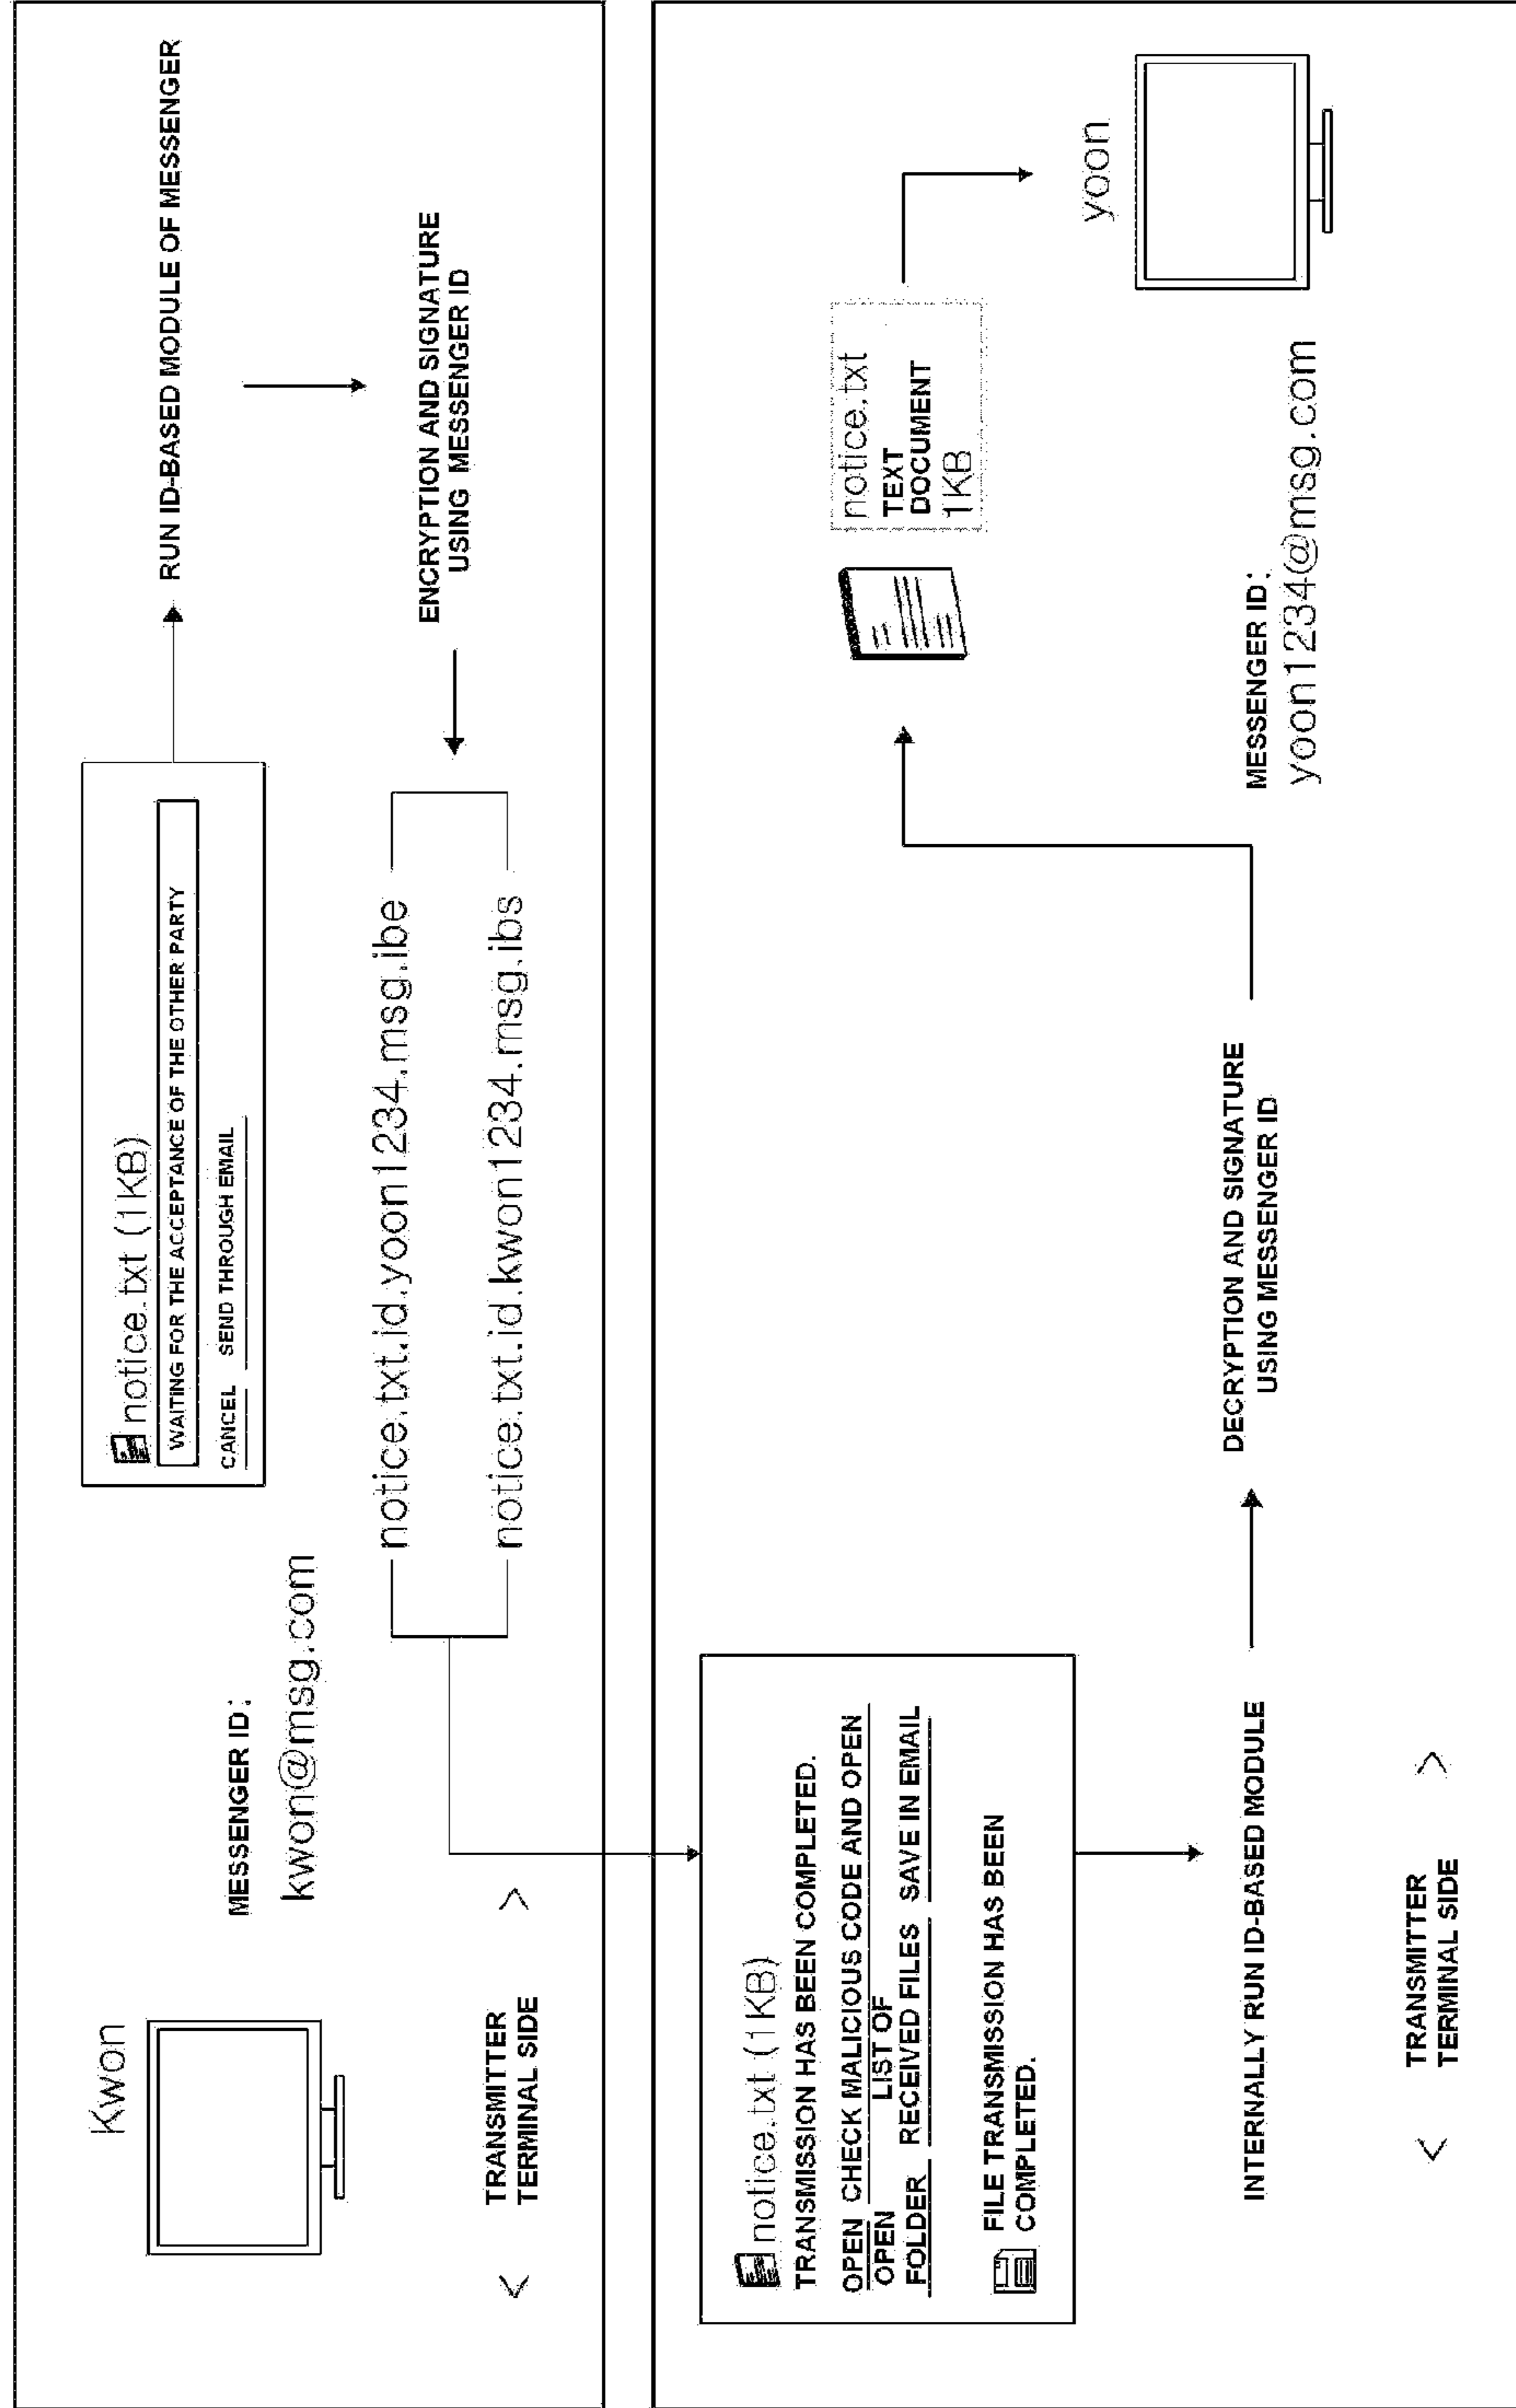 Kwon
MESSENGER ID:
kwon@msg.com
< TRANSMITTER >
TERMINAL SIDE
notice.txt (1KB)
WAITING FOR THE ACCEPTANCE OF THE OTHER PARTY
CANCEL SEND THROUGH EMAIL
RUN ID-BASED MODULE OF MESSENGER
ENCRYPTION AND SIGNATURE
USING MESSENGER ID
notice.txt.id.yoon1234.msg.ibe
notice.txt.id.kwon1234.msg.ibs
notice.txt (1KB)
TRANSMISSION HAS BEEN COMPLETED.
OPEN CHECK MALICIOUS CODE AND OPEN
OPEN LIST OF
FOLDER RECEIVED FILES SAVE IN EMAIL
FILE TRANSMISSION HAS BEEN
COMPLETED.
INTERNALLY RUN ID-BASED MODULE
DECRYPTION AND SIGNATURE
USING MESSENGER ID
notice.txt
TEXT
DOCUMENT
1KB
yoon
MESSENGER ID:
yoon1234@msg.com
< TRANSMITTER >
TERMINAL SIDE